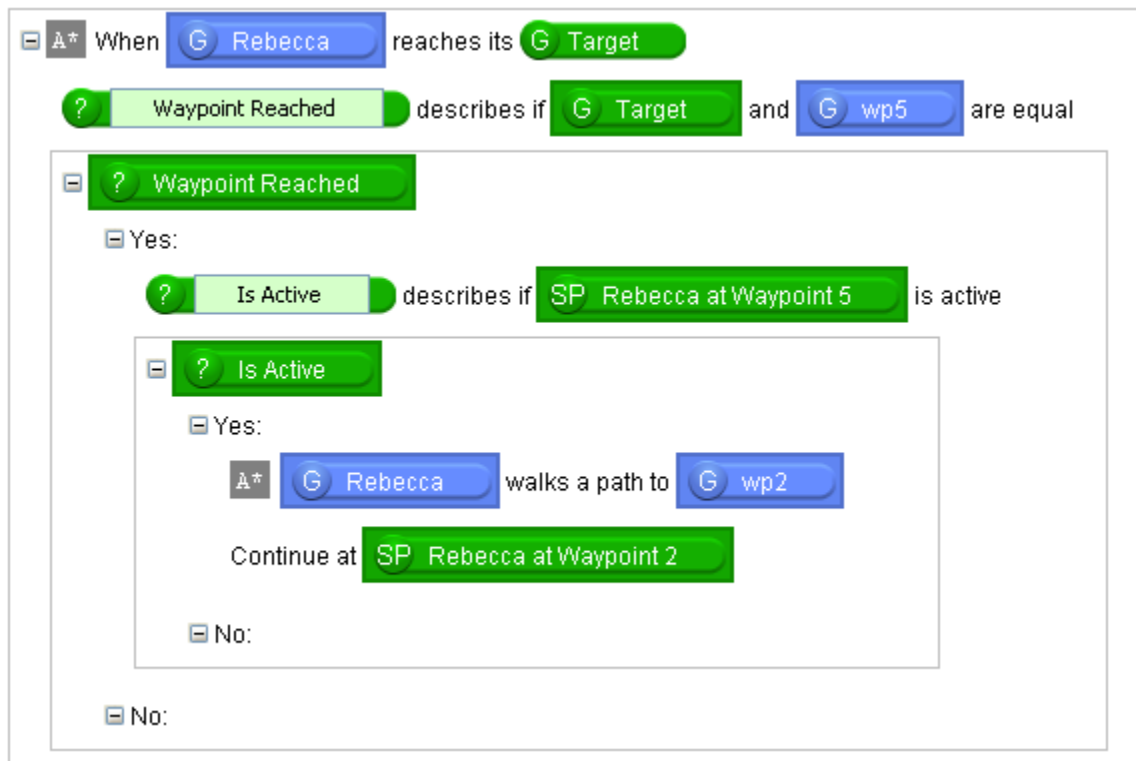 A* When G Rebecca reaches its G Target
? Waypoint Reached describes if G Target and G wp5 are equal
? Waypoint Reached
Yes:
? Is Active describes if SP Rebecca at Waypoint 5 is active
? Is Active
Yes:
A* G Rebecca walks a path to G wp2
Continue at SP Rebecca at Waypoint 2
No:
No: